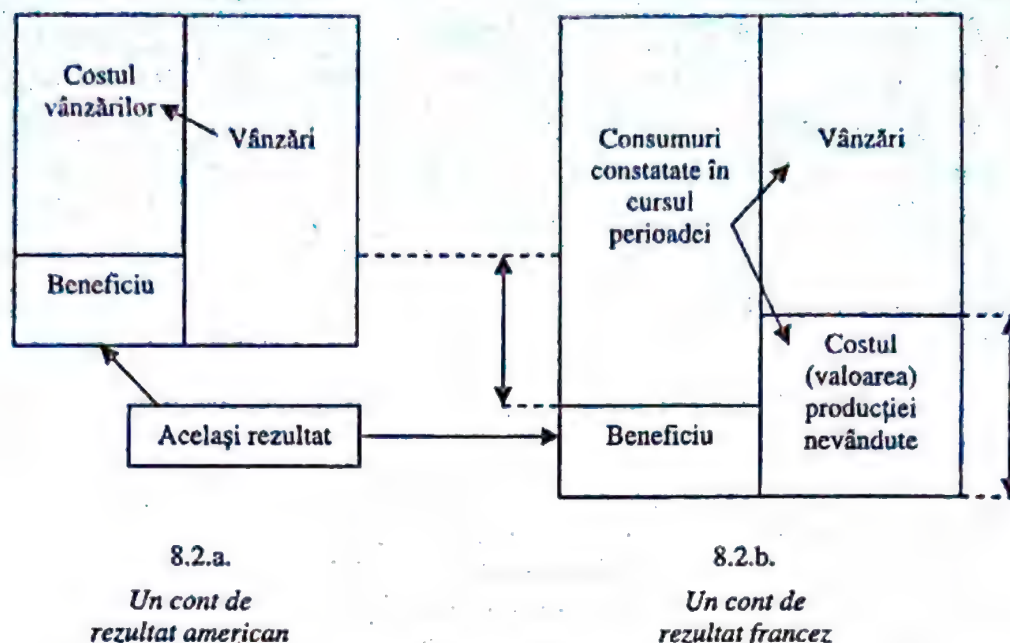 Costul
vânzărilor
Vânzări
Beneficiu
Acelaşi rezultat
Consumuri
constatate în
cursul
perioadei
Vânzări
Costul
(valoarea)
producţiei
nevândute
Beneficiu
8.2.a.
Un cont de
rezultat american
8.2.b.
Un cont de
rezultat francez